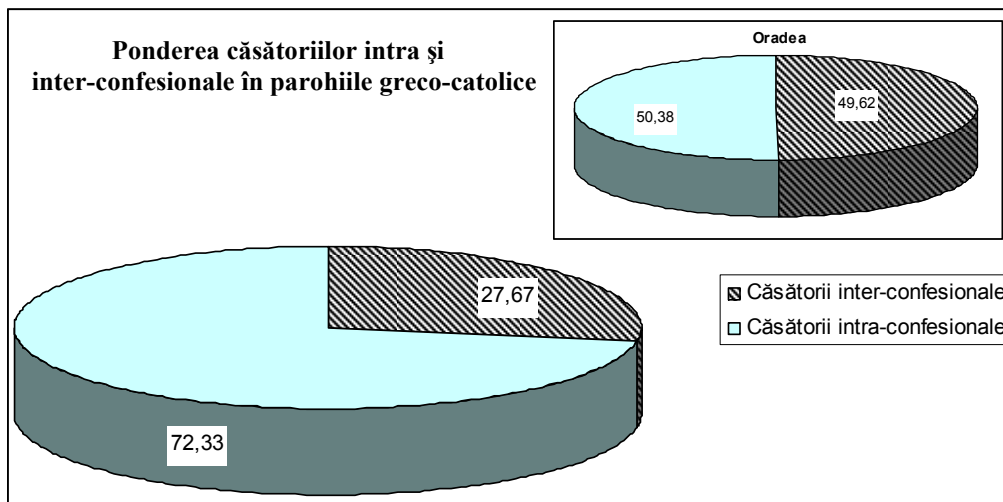 Ponderea căsătoriilor intra şi
inter-confesionale în parohiile greco-catolice
Oradea
50,38
49,62
27,67
72,33
Căsătorii inter-confesionale
Căsătorii intra-confesionale